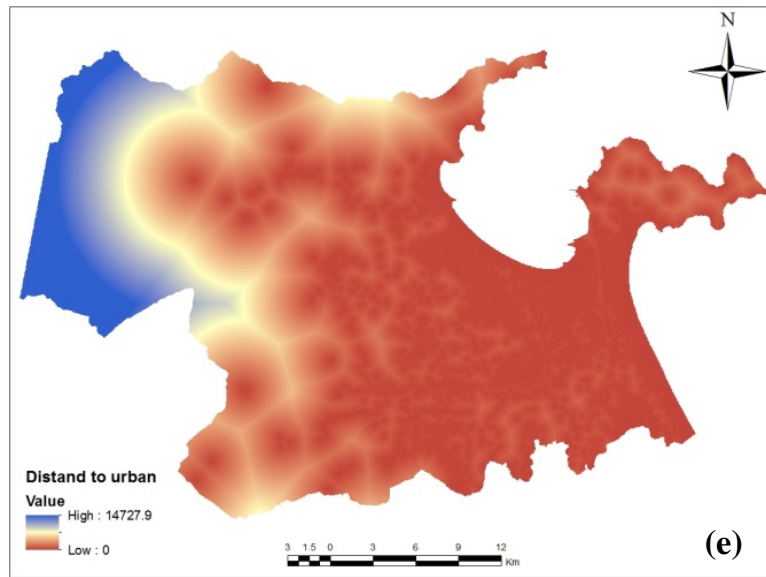 N
Distand to urban
Value
High : 14727.9
Low : 0
3 1.5 0 3 6 9 12
Km
(e)